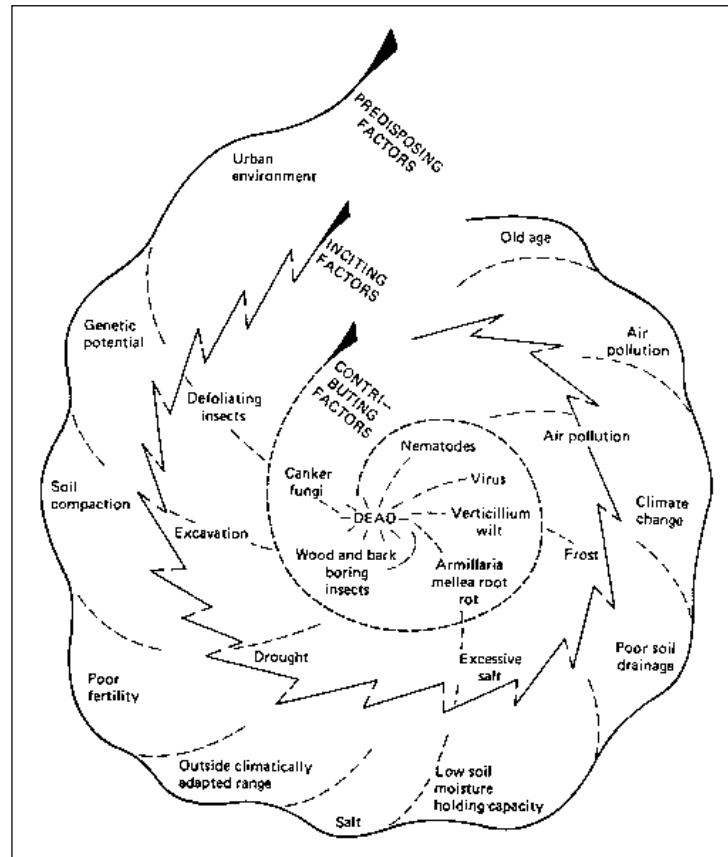 PREDISPOSING
FACTORS
Urban
environment
INCITING
FACTORS
Old age
Genetic
potential
Air
pollution
CONTRI-
BUTING
FACTORS
Defoliating
insects
Air pollution
Nematodes
Canker
fungi
Virus
Soil
compaction
Climate
change
DEAD
Verticillium
wilt
Excavation
Frost
Wood and back
boring
insects
Armillaria
mellea root
rot
Poor soil
drainage
Drought
Excessive
salt
Poor
fertility
Outside climatically
adapted range
Low soil
moisture
holding capacity
Salt